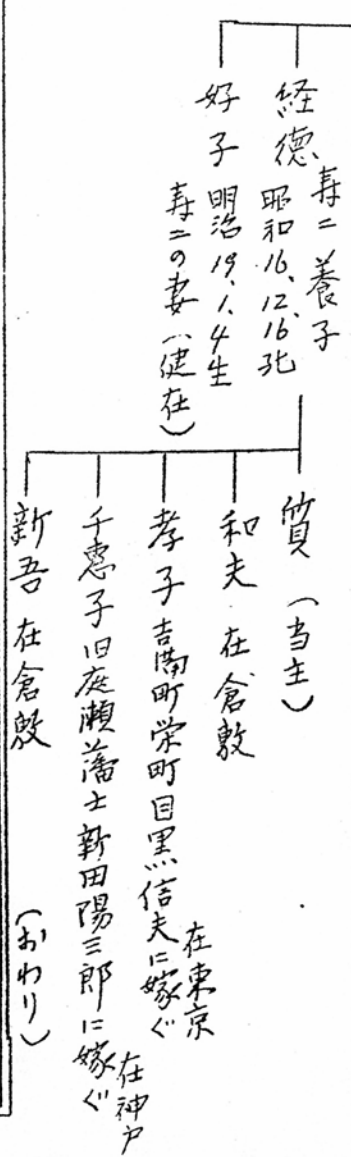 経徳 寿二養子
昭和16、12、16死
好子 明治19、1、4生
寿二の妻(健在)
質(当主)
和夫 在倉敷
孝子 吉備町栄町目黒信夫に嫁ぐ 在東京
千恵子 旧庭瀬藩士新田陽三郎に嫁ぐ 在神戸
新吾 在倉敷
(おわり)